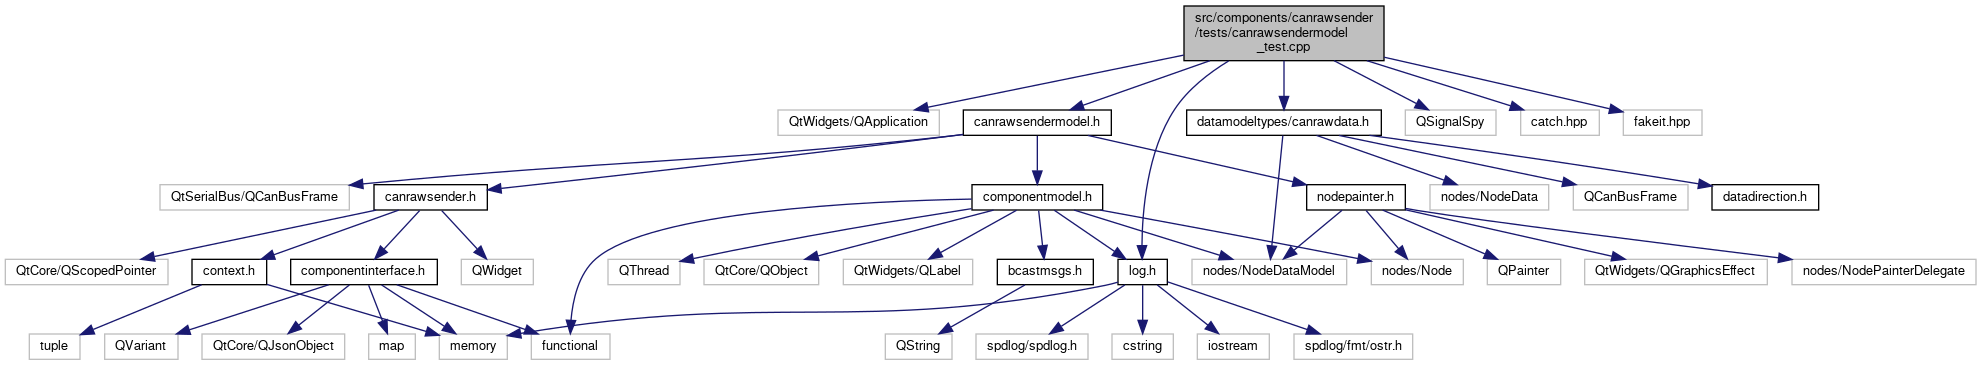 src/components/canrawsender
/tests/canrawsendermodel
_test.cpp
QtWidgets/QApplication
canrawsendermodel.h
datamodeltypes/canrawdata.h
QSignalSpy
catch.hpp
fakeit.hpp
QtSerialBus/QCanBusFrame
canrawsender.h
componentmodel.h
nodepainter.h
nodes/NodeData
QCanBusFrame
datadirection.h
QtCore/QScopedPointer
context.h
componentinterface.h
QWidget
QThread
QtCore/QObject
QtWidgets/QLabel
bcastmsgs.h
log.h
nodes/NodeDataModel
nodes/Node
QPainter
QtWidgets/QGraphicsEffect
nodes/NodePainterDelegate
tuple
QVariant
QtCore/QJsonObject
map
memory
functional
QString
spdlog/spdlog.h
cstring
iostream
spdlog/fmt/ostr.h